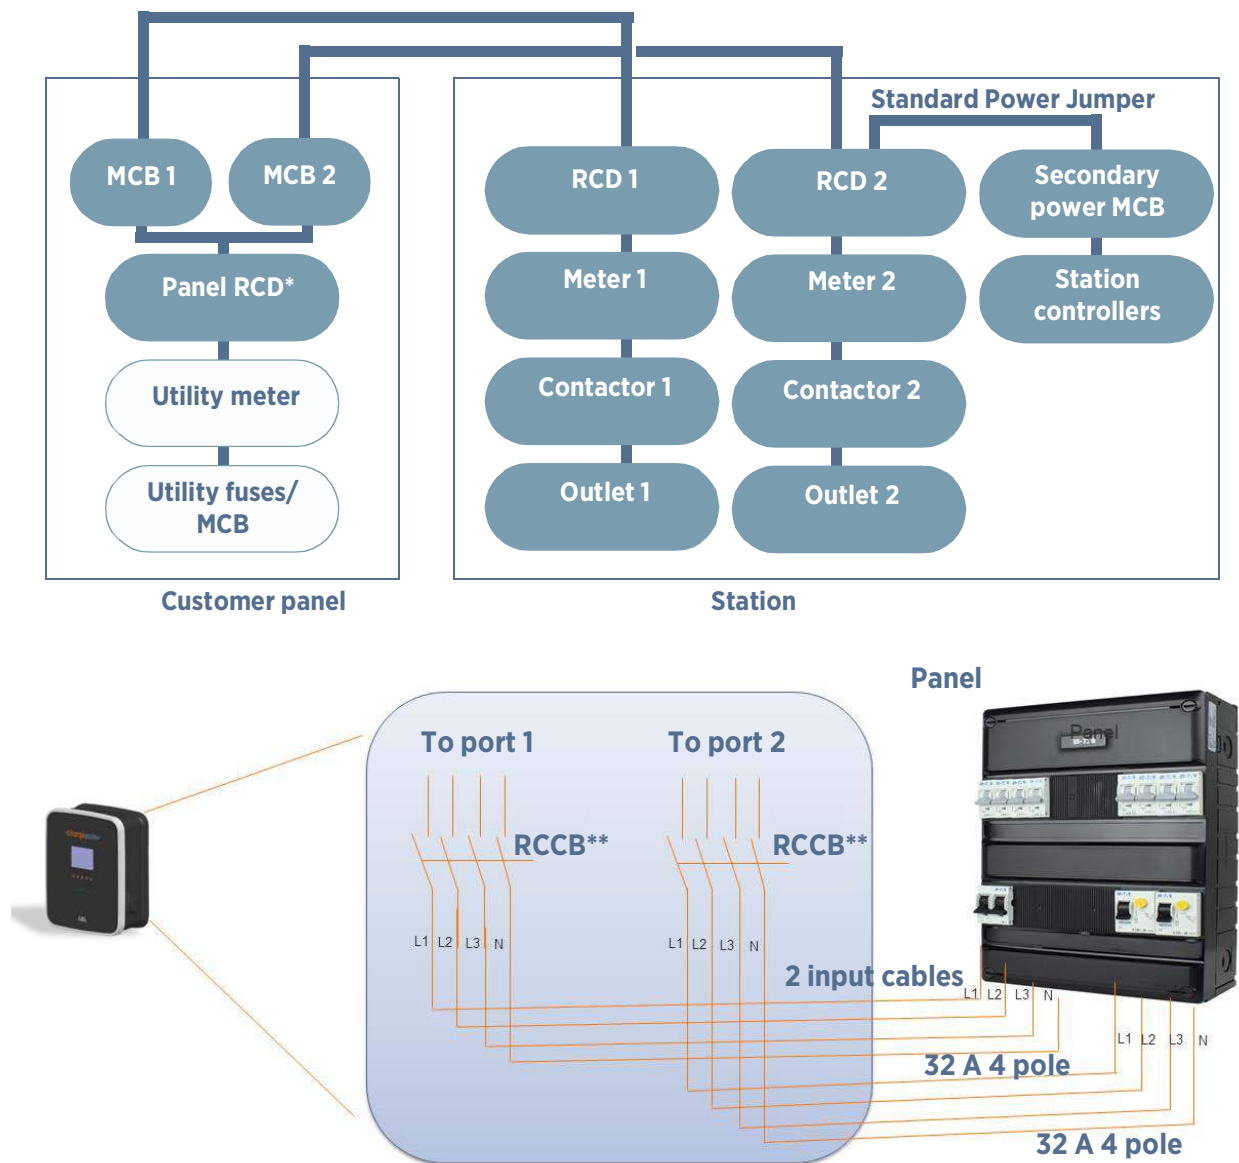 Standard Power Jumper
MCB 1
MCB 2
RCD 1
RCD 2
Secondary
power MCB
Panel RCD*
Meter 1
Meter 2
Station
controllers
Utility meter
Contactor 1
Contactor 2
Utility fuses/
MCB
Outlet 1
Outlet 2
Customer panel
Station
Panel
Panel
To port 1
To port 2
RCCB**
RCCB**
L1 L2 L3 N
L1 L2 L3 N
2 input cables
L1 L2 L3 N
L1 L2 L3 N
32 A 4 pole
32 A 4 pole